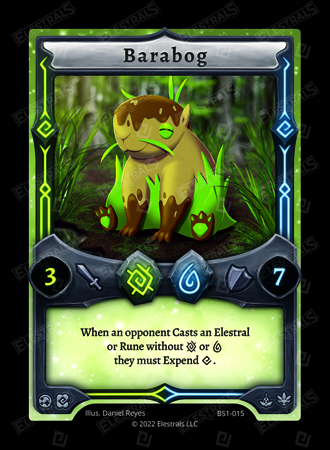 Barabog
3
7
When an opponent Casts an Elestral
or Rune without or
they must Expend .
Illus. Daniel Reyes
BS1-015
© 2022 Elestrals LLC
ELESTRALS